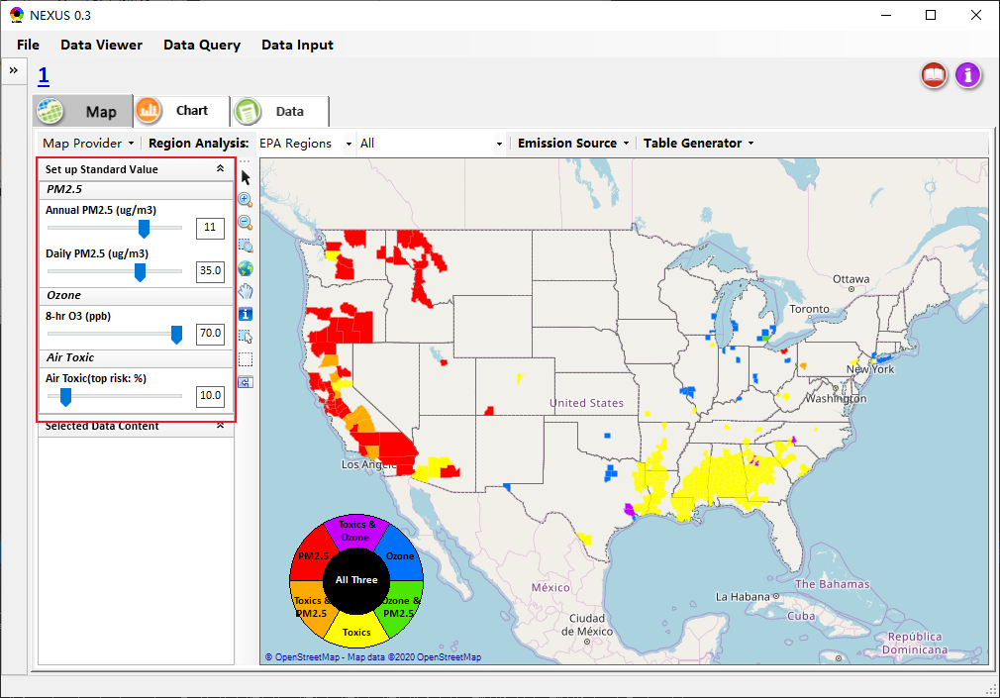 NEXUS 0.3
File Data Viewer Data Query Data Input
»
1
Map Chart Data
Map Provider Region Analysis: EPA Regions All Emission Source Table Generator
Set up Standard Value
PM2.5
Annual PM2.5 (ug/m3)
11
Daily PM2.5 (ug/m3)
35.0
Ozone
8-hr O3 (ppb)
70.0
Air Toxic
Air Toxic(top risk: %)
10.0
Selected Data Content
Ottawa
Toronto
New York
Washington
United States
Los Angeles
México
Ciudad
de México
La Habana
The Bahamas
Cuba
República
Dominicana
Toxics &
Ozone
PM2.5
Ozone
All Three
Toxics &
PM2.5
Ozone &
PM2.5
Toxics
© OpenStreetMap - Map data ©2020 OpenStreetMap